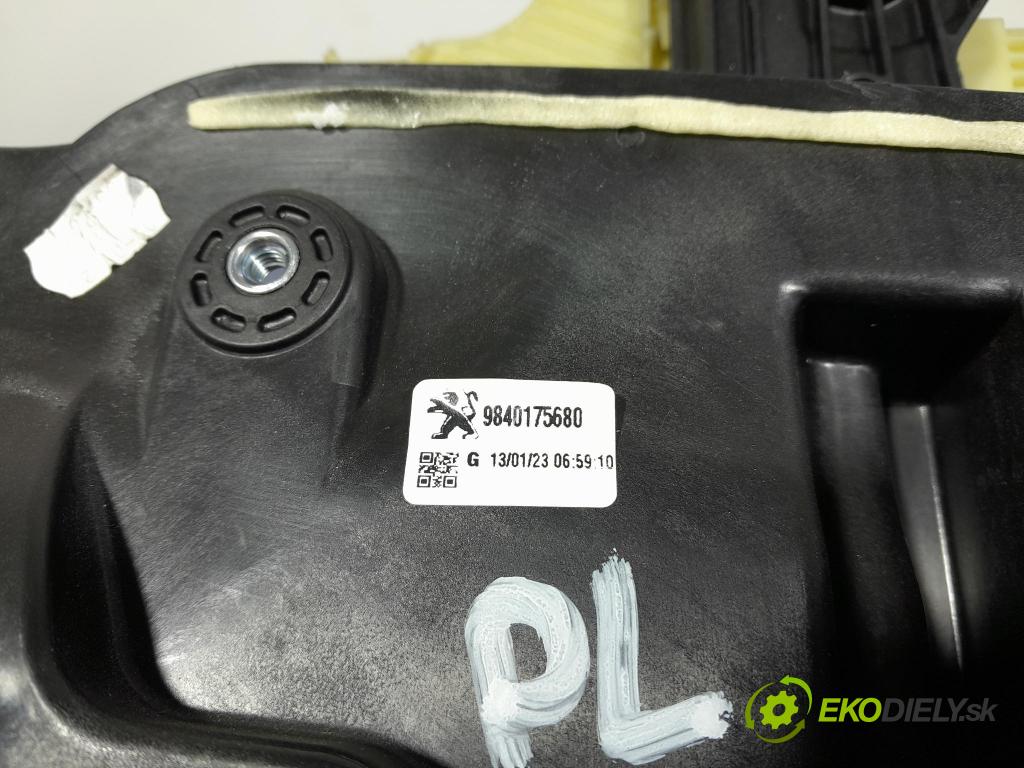 9840175680
G 13/01/23 06:59:10
PL
EKODIELY.sk